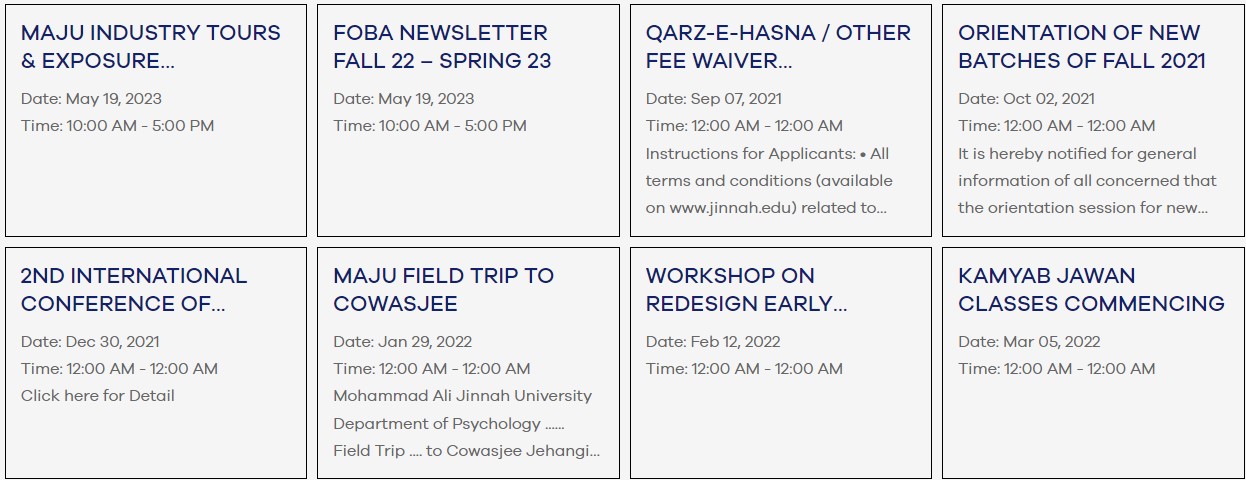 MAJU INDUSTRY TOURS
& EXPOSURE...
Date: May 19, 2023
Time: 10:00 AM - 5:00 PM
FOBA NEWSLETTER
FALL 22 – SPRING 23
Date: May 19, 2023
Time: 10:00 AM - 5:00 PM
QARZ-E-HASNA / OTHER
FEE WAIVER...
Date: Sep 07, 2021
Time: 12:00 AM - 12:00 AM
Instructions for Applicants: • All
terms and conditions (available
on www.jinnah.edu) related to...
ORIENTATION OF NEW
BATCHES OF FALL 2021
Date: Oct 02, 2021
Time: 12:00 AM - 12:00 AM
It is hereby notified for general
information of all concerned that
the orientation session for new...
2ND INTERNATIONAL
CONFERENCE OF...
Date: Dec 30, 2021
Time: 12:00 AM - 12:00 AM
Click here for Detail
MAJU FIELD TRIP TO
COWASJEE
Date: Jan 29, 2022
Time: 12:00 AM - 12:00 AM
Mohammad Ali Jinnah University
Department of Psychology ......
Field Trip .... to Cowasjee Jehangi...
WORKSHOP ON
REDESIGN EARLY...
Date: Feb 12, 2022
Time: 12:00 AM - 12:00 AM
KAMYAB JAWAN
CLASSES COMMENCING
Date: Mar 05, 2022
Time: 12:00 AM - 12:00 AM